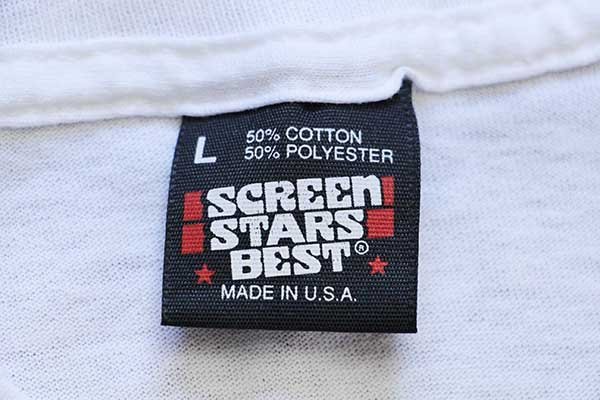 L
50% COTTON
50% POLYESTER
SCREEN
STARS
BEST®
MADE IN U.S.A.